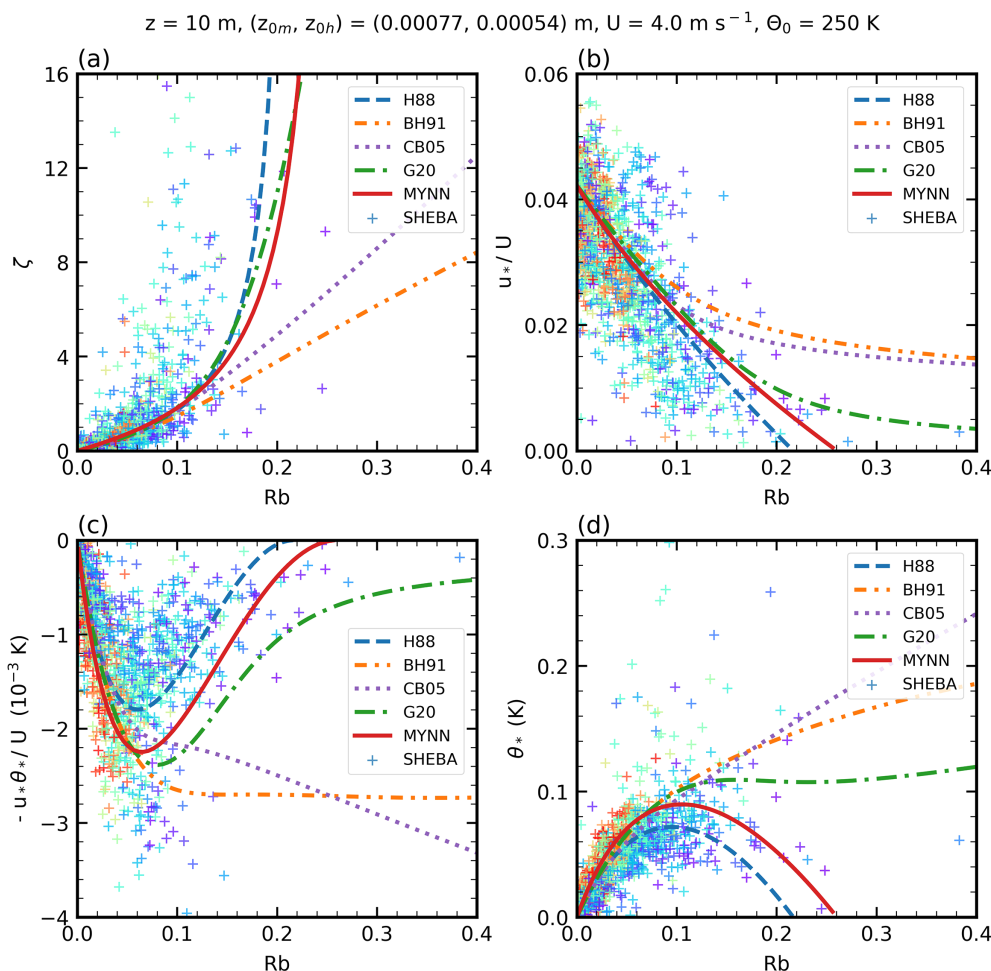 z = 10 m, (z0m, z0h) = (0.00077, 0.00054) m, U = 4.0 m s−1, Θ0 = 250 K
(a)
16
12
8
4
0
ζ
0.0 0.1 0.2 0.3 0.4
Rb
H88
BH91
CB05
G20
MYNN
SHEBA
(b)
0.06
0.04
0.02
0.00
u*/ U
0.0 0.1 0.2 0.3 0.4
Rb
H88
BH91
CB05
G20
MYNN
SHEBA
(c)
0
−1
−2
−3
−4
- u*θ*/ U (10−3 K)
0.0 0.1 0.2 0.3 0.4
Rb
H88
BH91
CB05
G20
MYNN
SHEBA
(d)
0.3
0.2
0.1
0.0
θ* (K)
0.0 0.1 0.2 0.3 0.4
Rb
H88
BH91
CB05
G20
MYNN
SHEBA